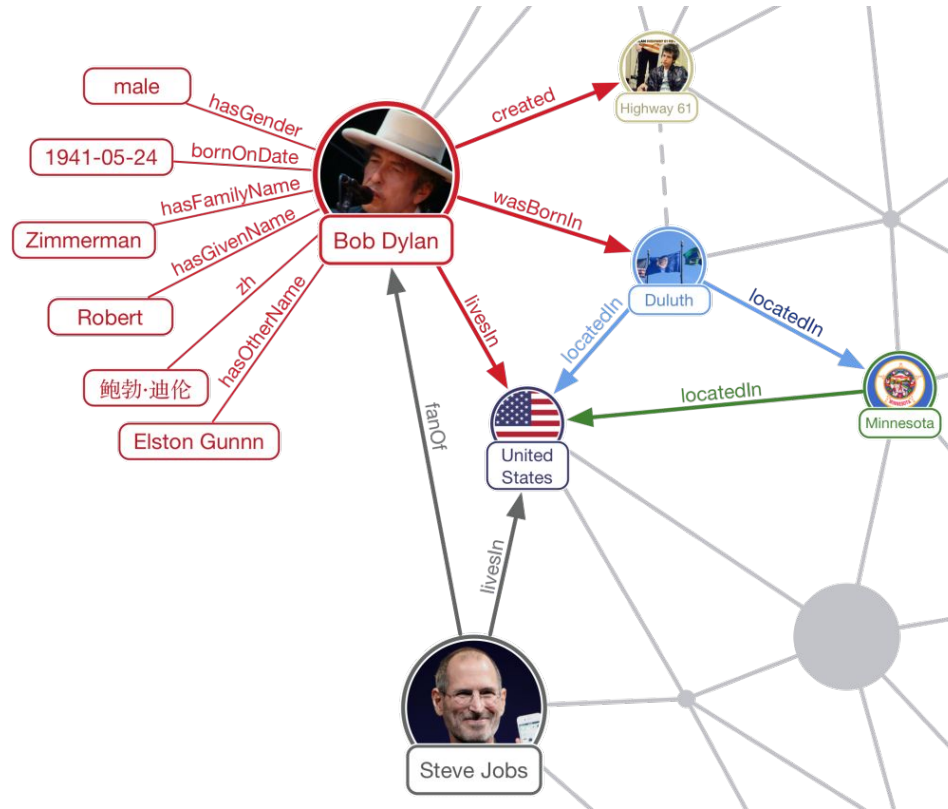 male
hasGender
created
Highway 61
1941-05-24
bornOnDate
hasFamilyName
Zimmerman
hasGivenName
wasBornIn
Bob Dylan
zh
Robert
hasOtherName
livesIn
Duluth
locatedIn
locatedIn
鲍勃·迪伦
Elston Gunnn
fanOf
locatedIn
United
States
MINNESOTA
Minnesota
livesIn
Steve Jobs